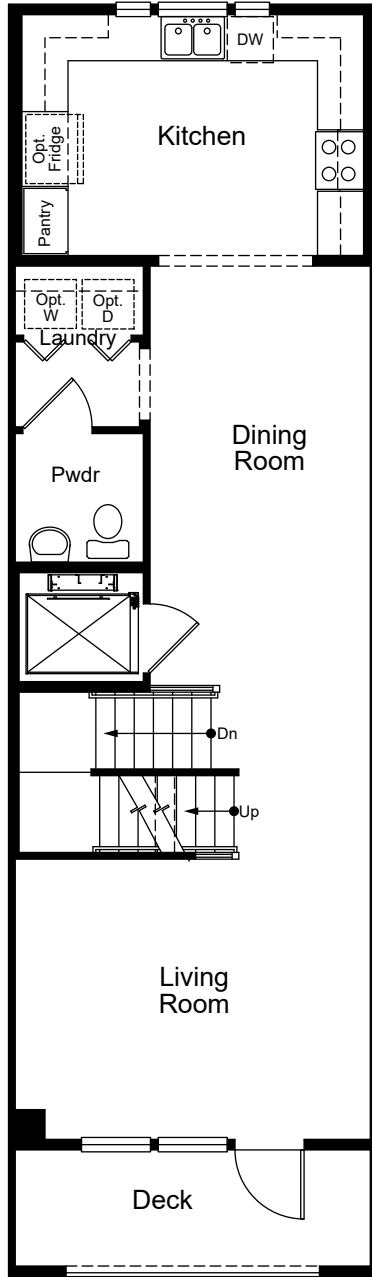 DW
Kitchen
Opt.
Fridge
Pantry
Opt.
W
Opt.
D
Laundry
Dining
Room
Pwdr
Dn
Up
Living
Room
Deck